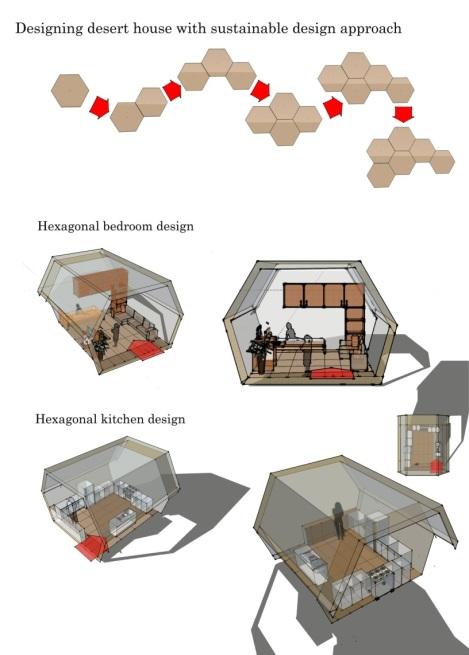 Designing desert house with sustainable design approach
Hexagonal bedroom design
Hexagonal kitchen design